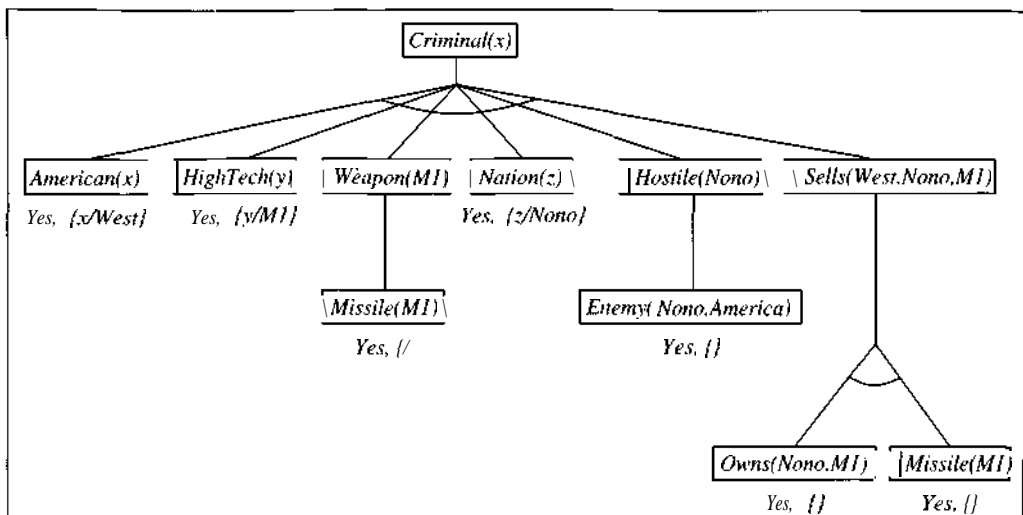 Criminal(x)
American(x) HighTech(y) Weapon(M1) Nation(z) Hostile(Nono) Sells(West,Nono,M1)
Yes, {x/West} Yes, {y/M1} Yes, {z/Nono}
Missile(M1) Enemy(Nono,America)
Yes, {/ Yes, {}
Owns(Nono,M1) Missile(M1)
Yes, {} Yes, {}